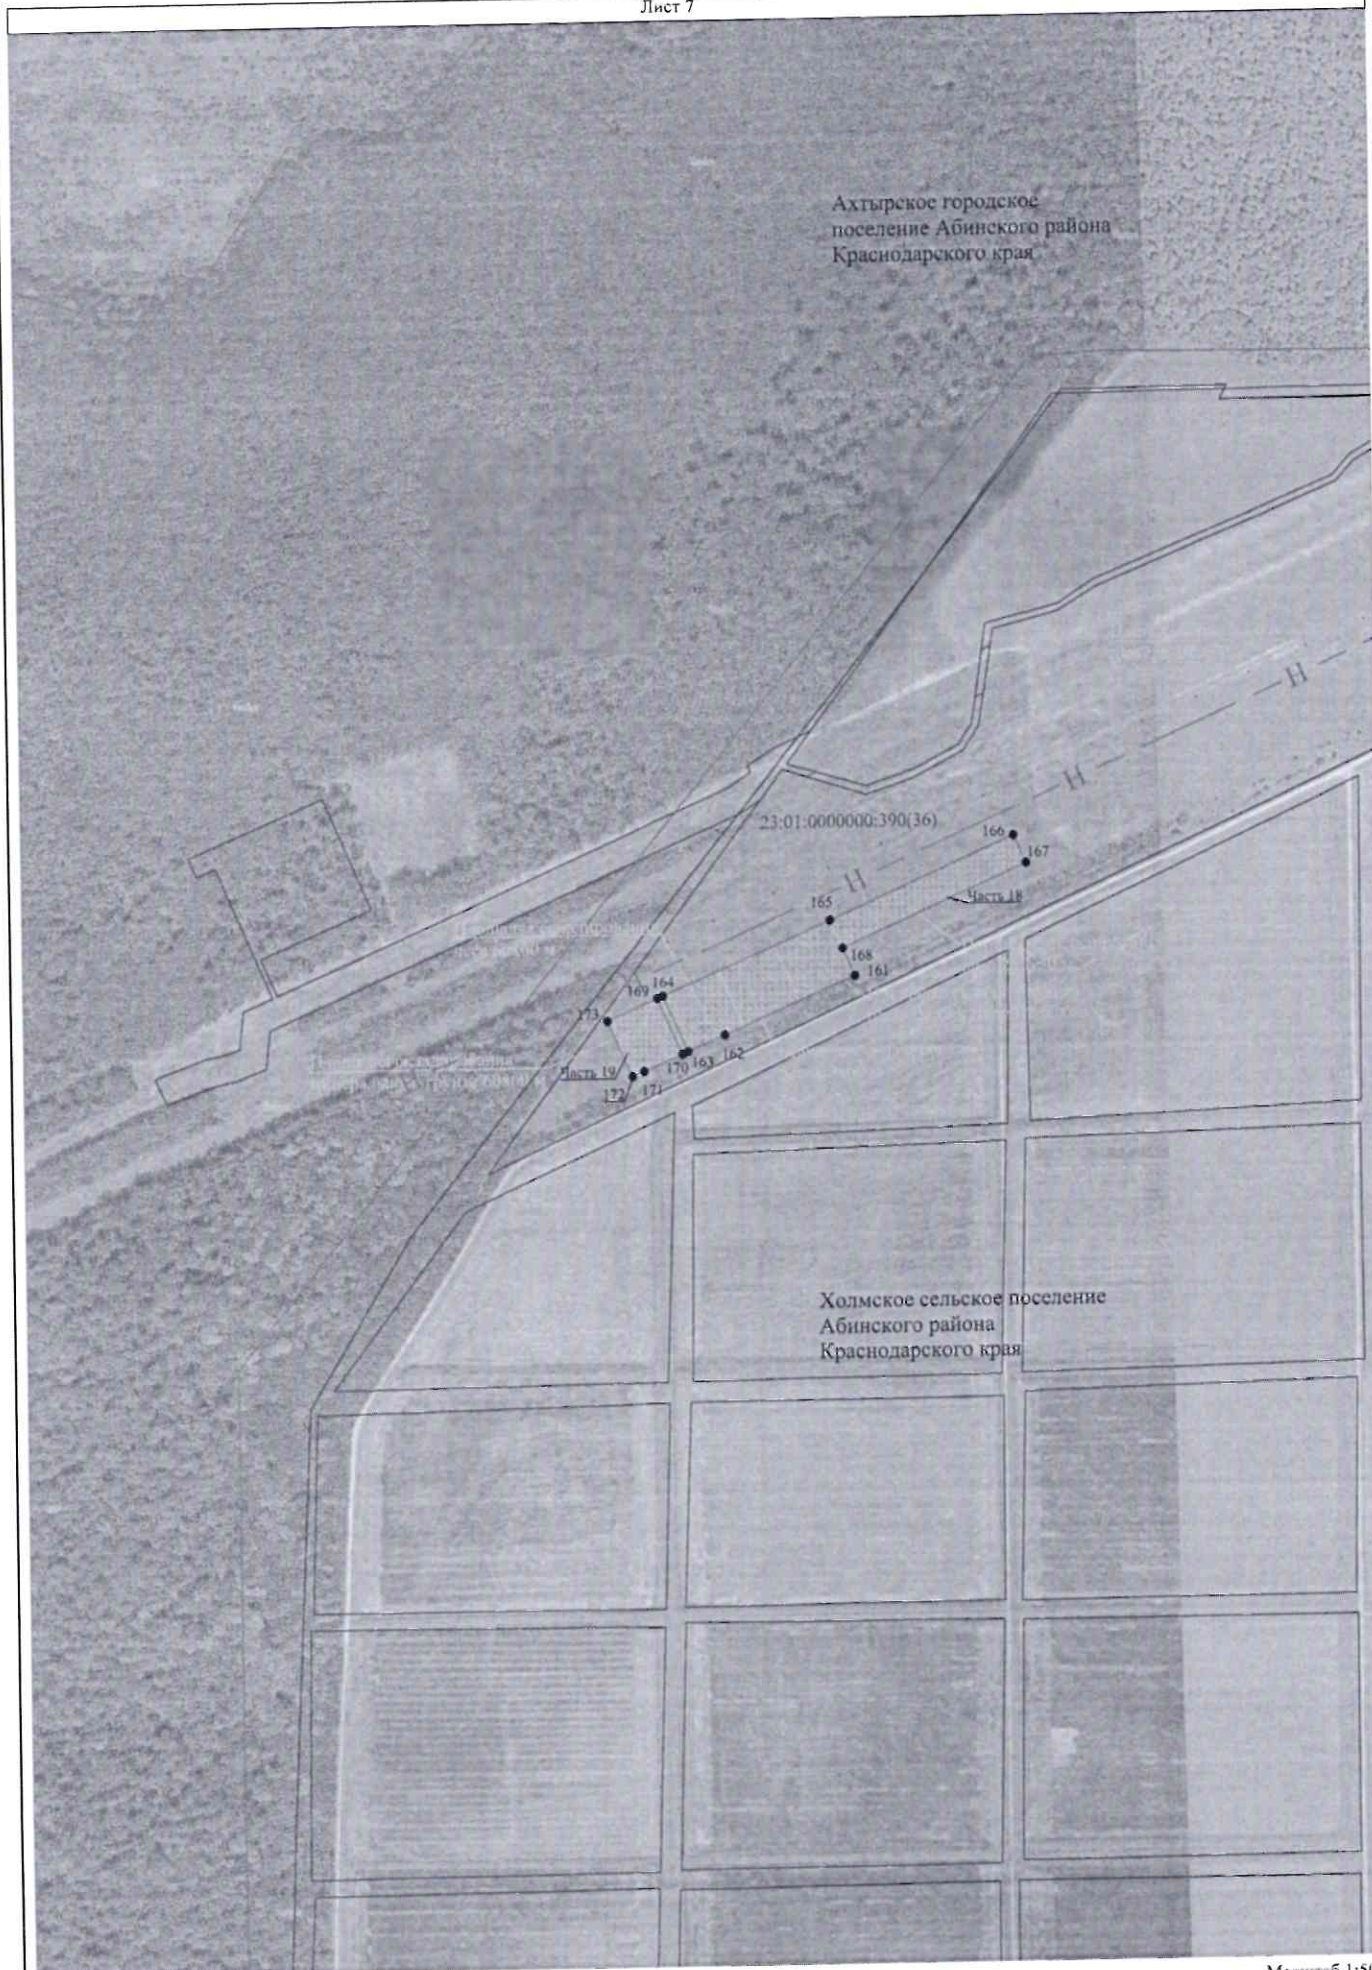 Лист 7
Ахтырское городское
поселение Абинского района
Краснодарского края
Н
Н
23:01:0000000:390(36)
166
167
Н
Часть 18
165
168
161
164
169
173
162
163
170
Часть 19
171
172
Холмское сельское поселение
Абинского района
Краснодарского края